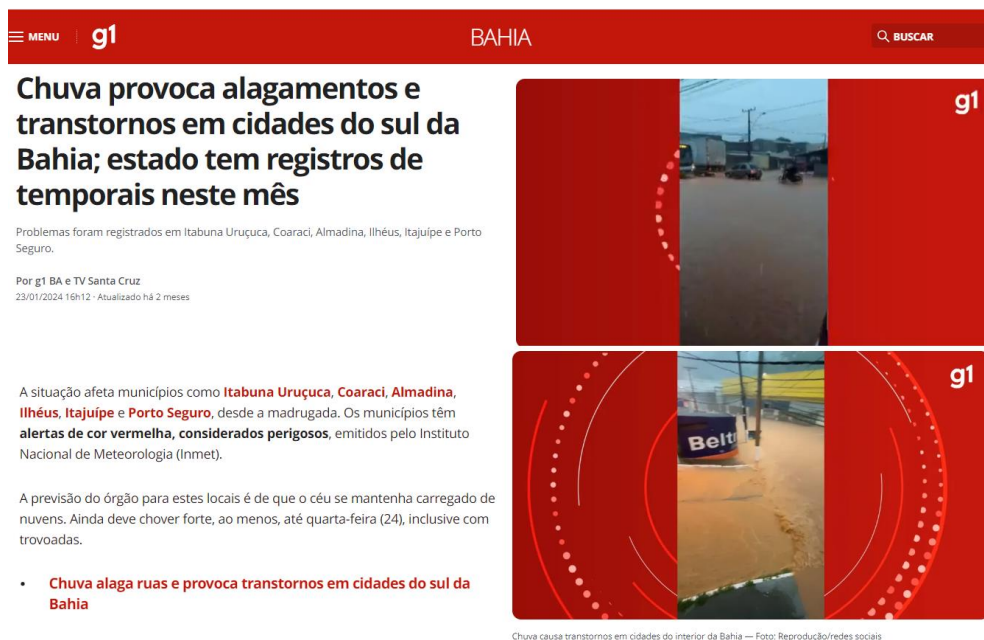 MENU
g1
BAHIA
BUSCAR
Chuva provoca alagamentos e
transtornos em cidades do sul da
Bahia; estado tem registros de
temporais neste mês
Problemas foram registrados em Itabuna Uruçuca, Coaraci, Almadina, Ilhéus, Itajuípe e Porto
Seguro.
Por g1 BA e TV Santa Cruz
23/01/2024 16h12 · Atualizado há 2 meses
g1
A situação afeta municípios como Itabuna Uruçuca, Coaraci, Almadina,
Ilhéus, Itajuípe e Porto Seguro, desde a madrugada. Os municípios têm
alertas de cor vermelha, considerados perigosos, emitidos pelo Instituto
Nacional de Meteorologia (Inmet).
A previsão do órgão para estes locais é de que o céu se mantenha carregado de
nuvens. Ainda deve chover forte, ao menos, até quarta-feira (24), inclusive com
trovoadas.
• Chuva alaga ruas e provoca transtornos em cidades do sul da
Bahia
g1
Chuva causa transtornos em cidades do interior da Bahia — Foto: Reprodução/redes sociais